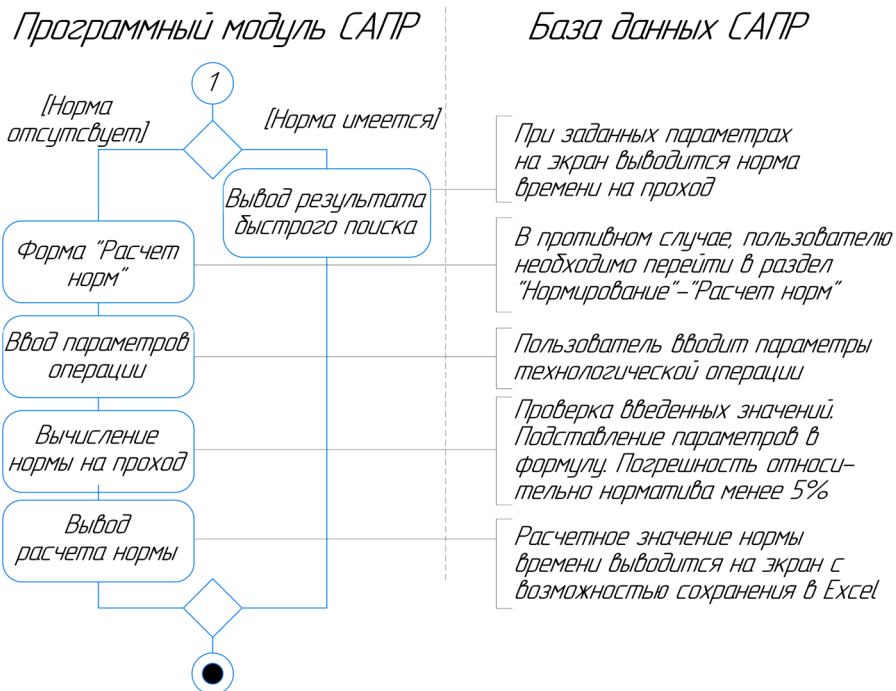 Программный модуль САПР
База данных САПР
1
[Норма
отсутсвует]
[Норма имеется]
Вывод результата
быстрого поиска
При заданных параметрах
на экран выводится норма
времени на проход
Форма "Расчет
норм"
В противном случае, пользователю
необходимо перейти в раздел
"Нормирование"-"Расчет норм"
Ввод параметров
операции
Пользователь вводит параметры
технологической операции
Вычисление
нормы на проход
Проверка введенных значений.
Подставление параметров в
формулу. Погрешность относи-
тельно норматива менее 5%
Вывод
расчета нормы
Расчетное значение нормы
времени выводится на экран с
возможностью сохранения в Excel